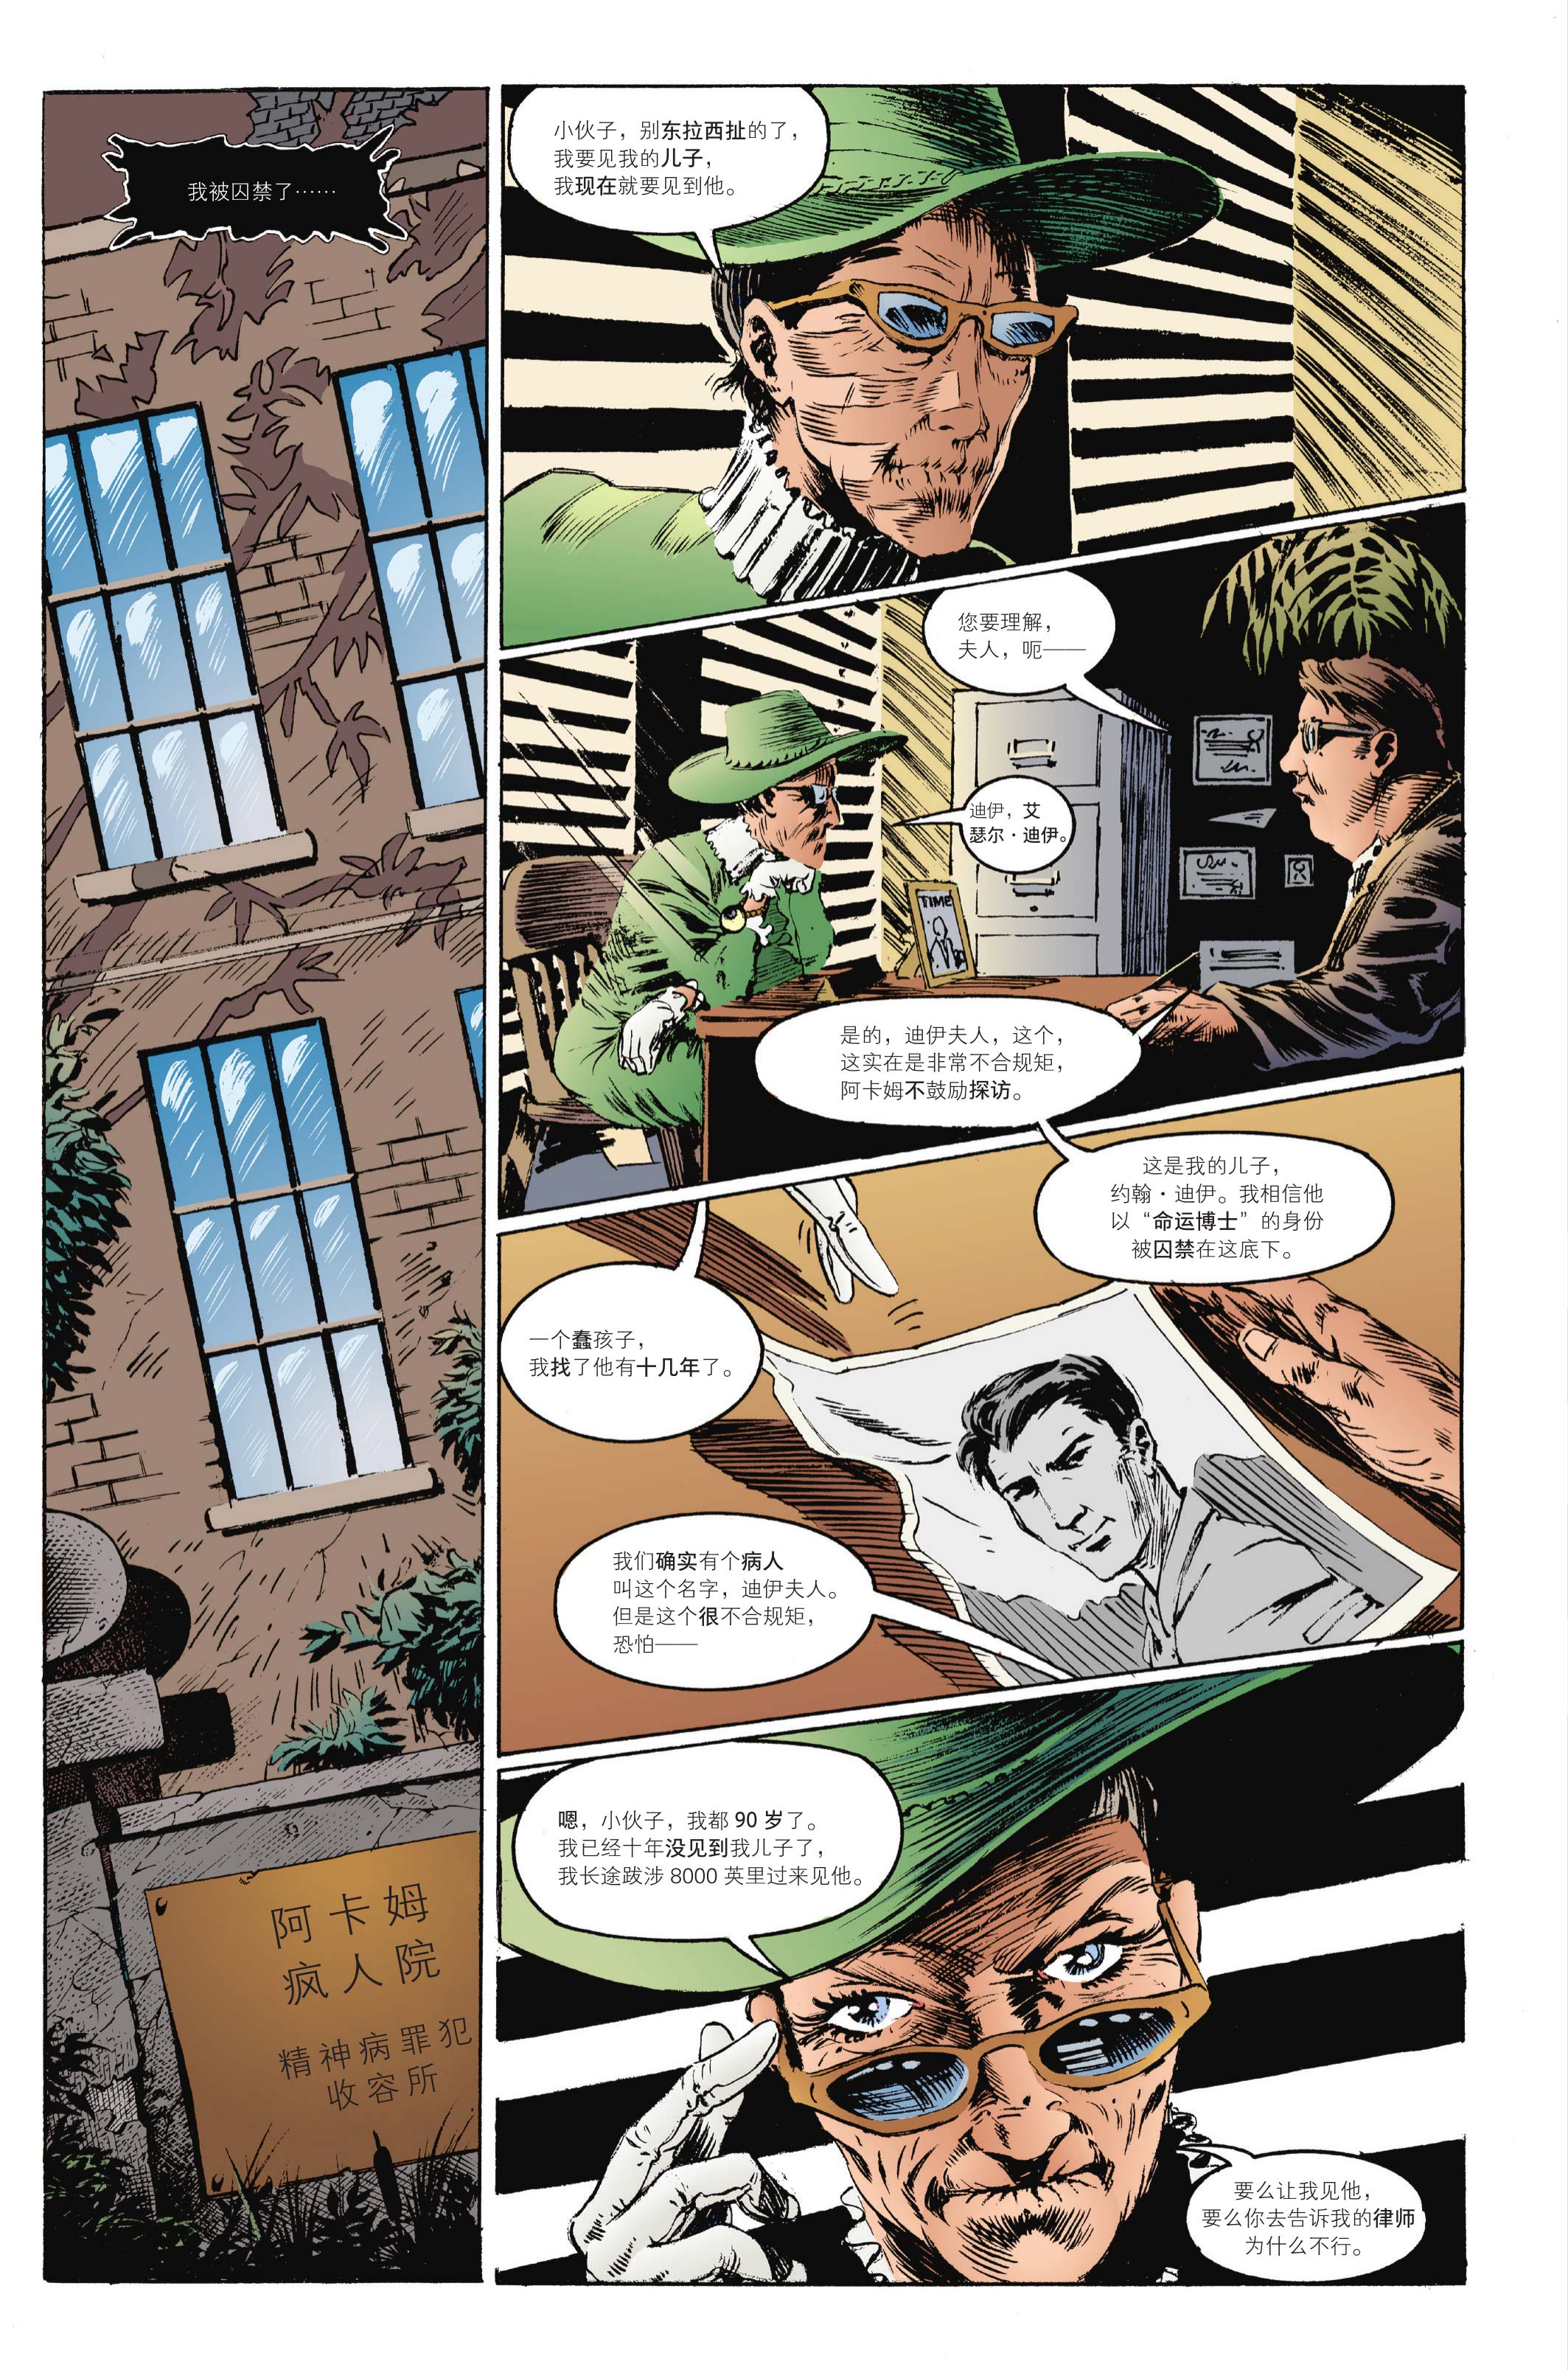 我被囚禁了……
阿卡姆
疯人院
精神病罪犯
收容所
小伙子，别东拉西扯的了，
我要见我的儿子，
我现在就要见到他。
您要理解，
夫人，呃——
迪伊，艾
瑟尔·迪伊。
TIME
是的，迪伊夫人，这个，
这实在是非常不合规矩，
阿卡姆不鼓励探访。
这是我的儿子，
约翰·迪伊。我相信他
以“命运博士”的身份
被囚禁在这底下。
一个蠢孩子，
我找了他有十几年了。
我们确实有个病人
叫这个名字，迪伊夫人。
但是这个很不合规矩，
恐怕——
嗯，小伙子，我都 90 岁了。
我已经十年没见到我儿子了，
我长途跋涉 8000 英里过来见他。
要么让我见他，
要么你去告诉我的律师
为什么不行。